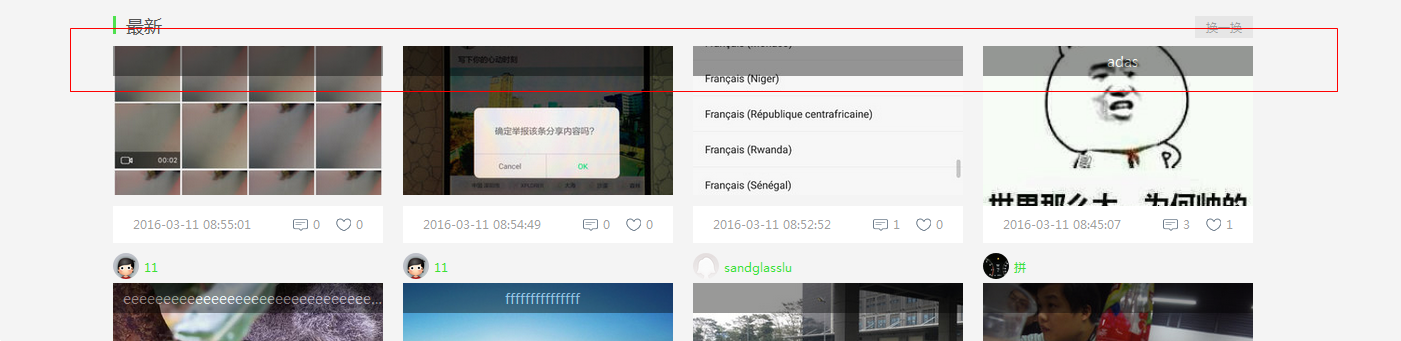 最新
换一换
写下你的心动时刻
确定举报该条分享内容吗？
Cancel
OK
00:02
Français (Monaco)
Français (Niger)
Français (République centrafricaine)
Français (Rwanda)
Français (Sénégal)
adas
世界那么大，为何帅的
2016-03-11 08:55:01
0
0
2016-03-11 08:54:49
0
0
2016-03-11 08:52:52
1
0
2016-03-11 08:45:07
3
1
11
11
sandglasslu
拼
eeeeeeeeeeeeeeeeeeeeeeeeeeeeeee...
fffffffffffffff